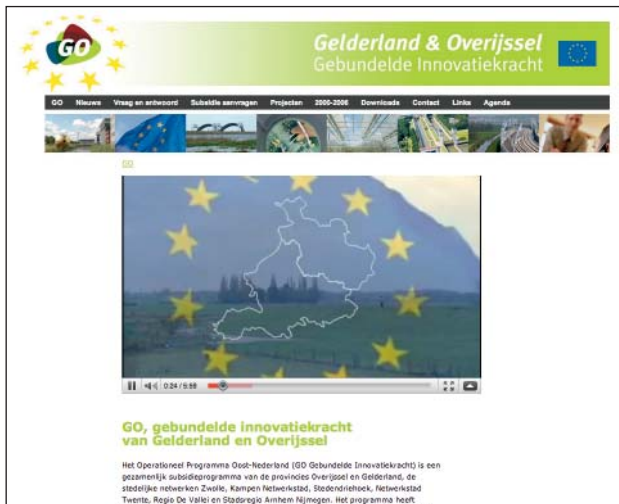 GO
Gelderland & Overijssel
Gebundelde Innovatiekracht
GO Nieuws Vraag en antwoord Subsidie aanvragen Projecten 2000-2006 Downloads Contact Links Agenda
GO
0:24 / 5:59
GO, gebundelde innovatiekracht
van Gelderland en Overijssel
Het Operationeel Programma Oost-Nederland (GO Gebundelde Innovatiekracht) is een
gezamenlijk subsidieprogramma van de provincies Overijssel en Gelderland, de
stedelijke netwerken Zwolle, Kampen Netwerkstad, Stedendriehoek, Netwerkstad
Twente, Regio De Vallei en Stadsregio Arnhem Nijmegen. Het programma heeft